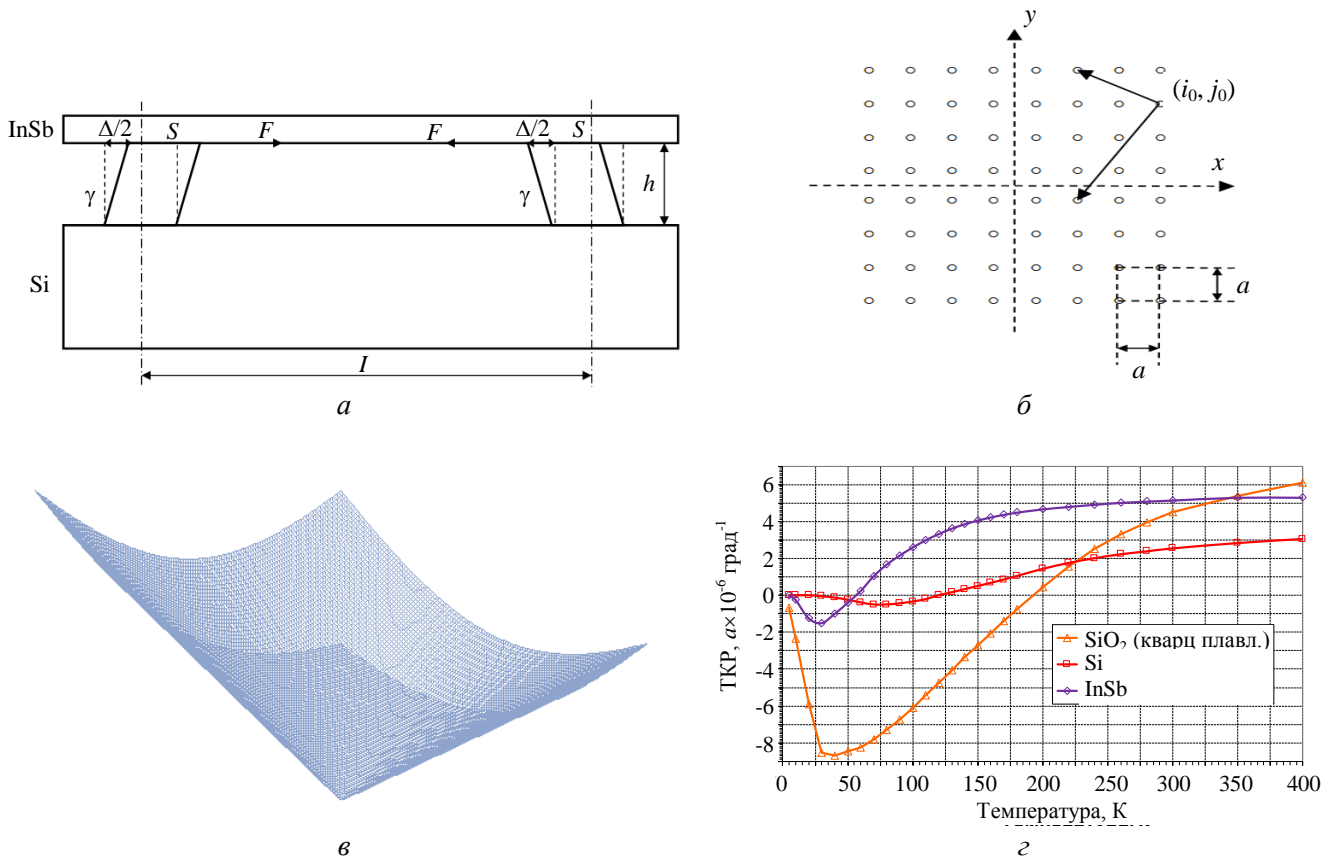 InSb
Δ/2
S
F
F
Δ/2
S
γ
γ
h
Si
I
а
y
(i₀, j₀)
x
a
a
б
в
ТКР, a×10⁻⁶ град⁻¹
6
4
2
0
-2
-4
-6
-8
SiO₂ (кварц плавл.)
Si
InSb
0 50 100 150 200 250 300 350 400
Температура, К
г